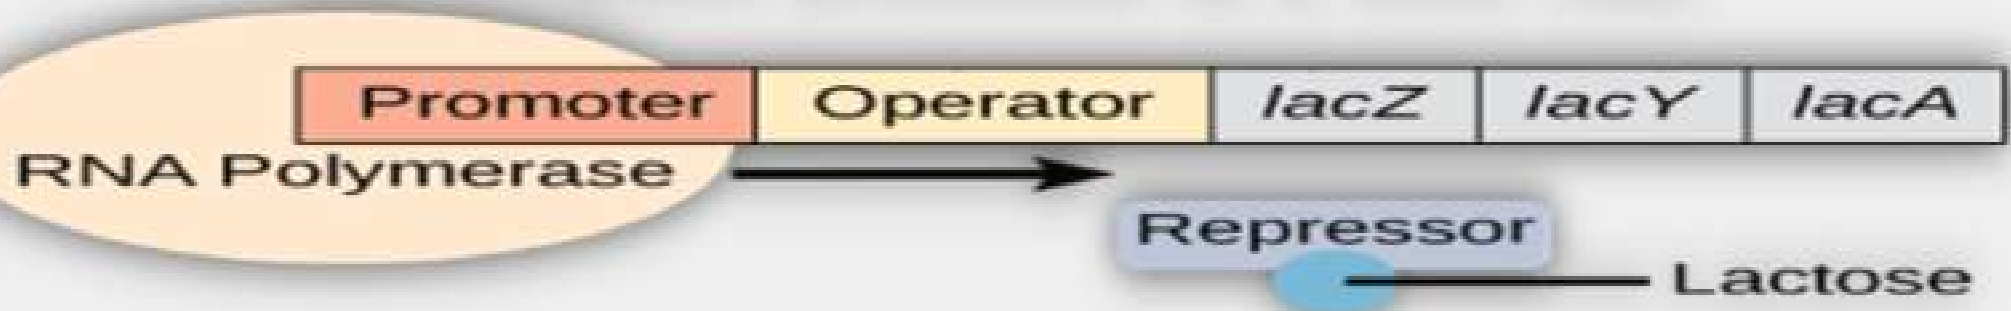 Promoter Operator lacZ lacY lacA
RNA Polymerase
Repressor
Lactose